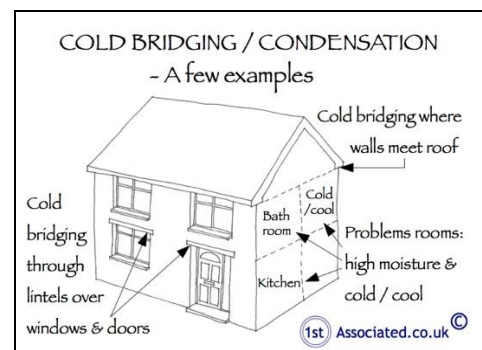 COLD BRIDGING / CONDENSATION
- A few examples
Cold bridging where
walls meet roof
Cold
bridging
through
lintels over
windows & doors
Cold
/cool
Bath
room
Kitchen
Problems rooms:
high moisture &
cold / cool
1st Associated.co.uk ©